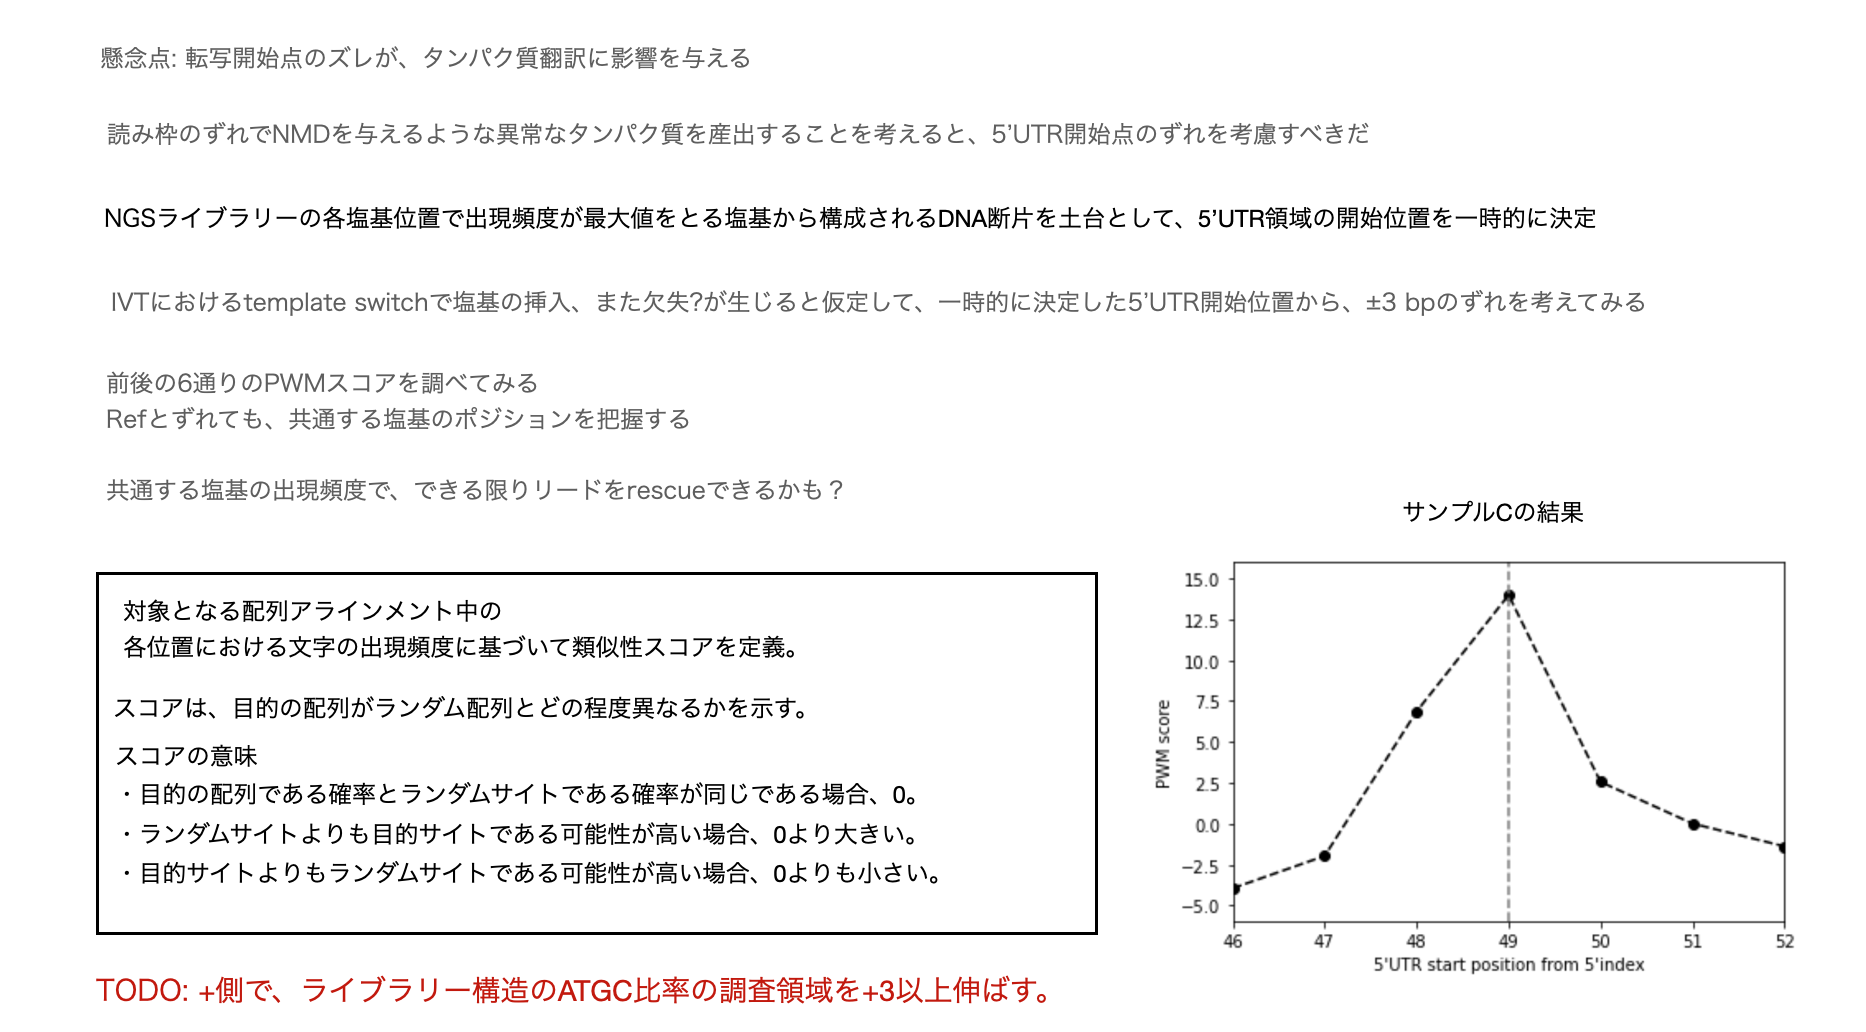 懸念点: 転写開始点のズレが、タンパク質翻訳に影響を与える
読み枠のずれでNMDを与えるような異常なタンパク質を産出することを考えると、5’UTR開始点のずれを考慮すべきだ
NGSライブラリーの各塩基位置で出現頻度が最大値をとる塩基から構成されるDNA断片を土台として、5’UTR領域の開始位置を一時的に決定
IVTにおけるtemplate switchで塩基の挿入、また欠失?が生じると仮定して、一時的に決定した5’UTR開始位置から、±3 bpのずれを考えてみる
前後の6通りのPWMスコアを調べてみる
Refとずれても、共通する塩基のポジションを把握する
共通する塩基の出現頻度で、できる限りリードをrescueできるかも？
対象となる配列アラインメント中の
各位置における文字の出現頻度に基づいて類似性スコアを定義。
スコアは、目的の配列がランダム配列とどの程度異なるかを示す。
スコアの意味
・目的の配列である確率とランダムサイトである確率が同じである場合、0。
・ランダムサイトよりも目的サイトである可能性が高い場合、0より大きい。
・目的サイトよりもランダムサイトである可能性が高い場合、0よりも小さい。
サンプルCの結果
15.0
12.5
10.0
7.5
5.0
2.5
0.0
−2.5
−5.0
PWM score
46 47 48 49 50 51 52
5'UTR start position from 5'index
TODO: +側で、ライブラリー構造のATGC比率の調査領域を+3以上伸ばす。